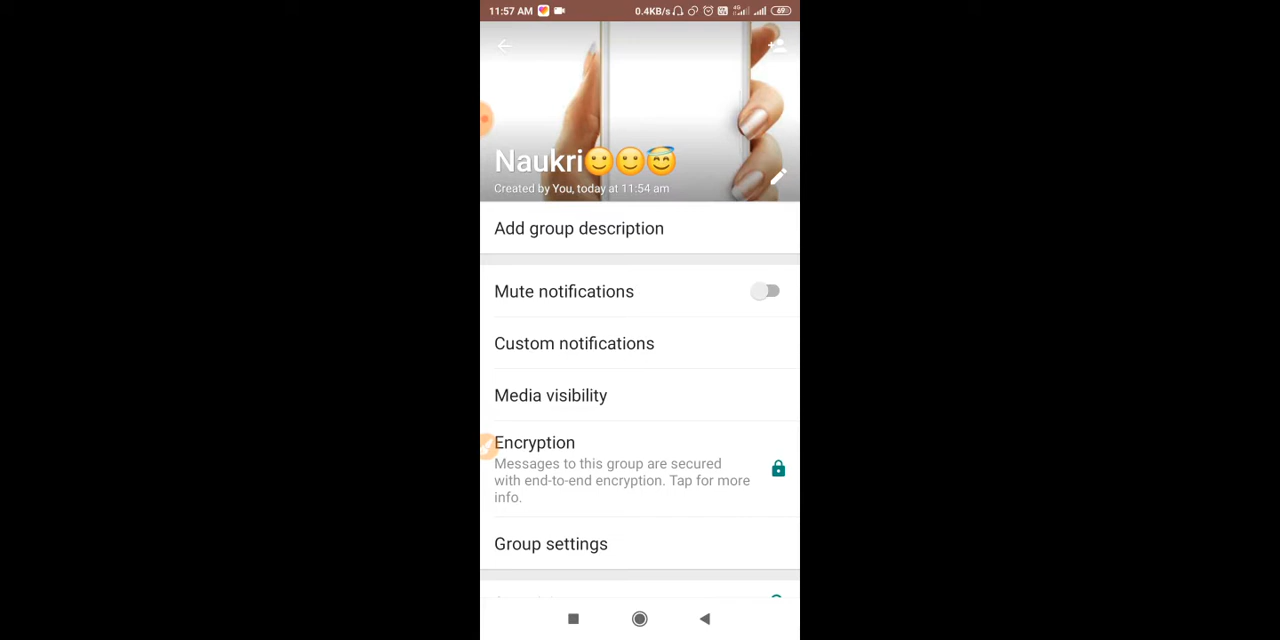 11:57 AM 0.4KB/s 4G 69
Naukri🙂🙂😇
Created by You, today at 11:54 am
Add group description
Mute notifications
Custom notifications
Media visibility
Encryption
Messages to this group are secured
with end-to-end encryption. Tap for more
info.
Group settings